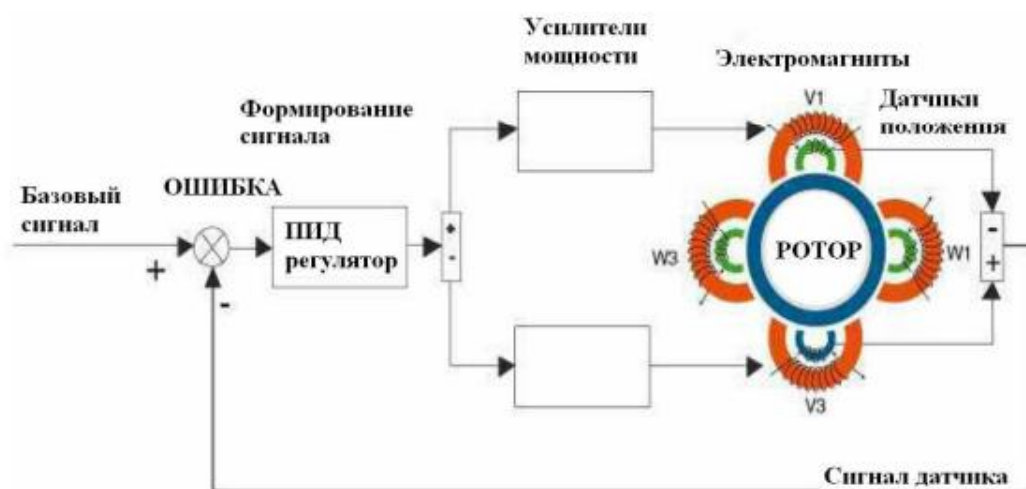 Усилители
мощности
Электромагниты
V1
Датчики
положения
Формирование
сигнала
Базовый
сигнал
ОШИБКА
ПИД
регулятор
+
-
+
-
W3
РОТОР
W1
-
+
V3
Сигнал датчика